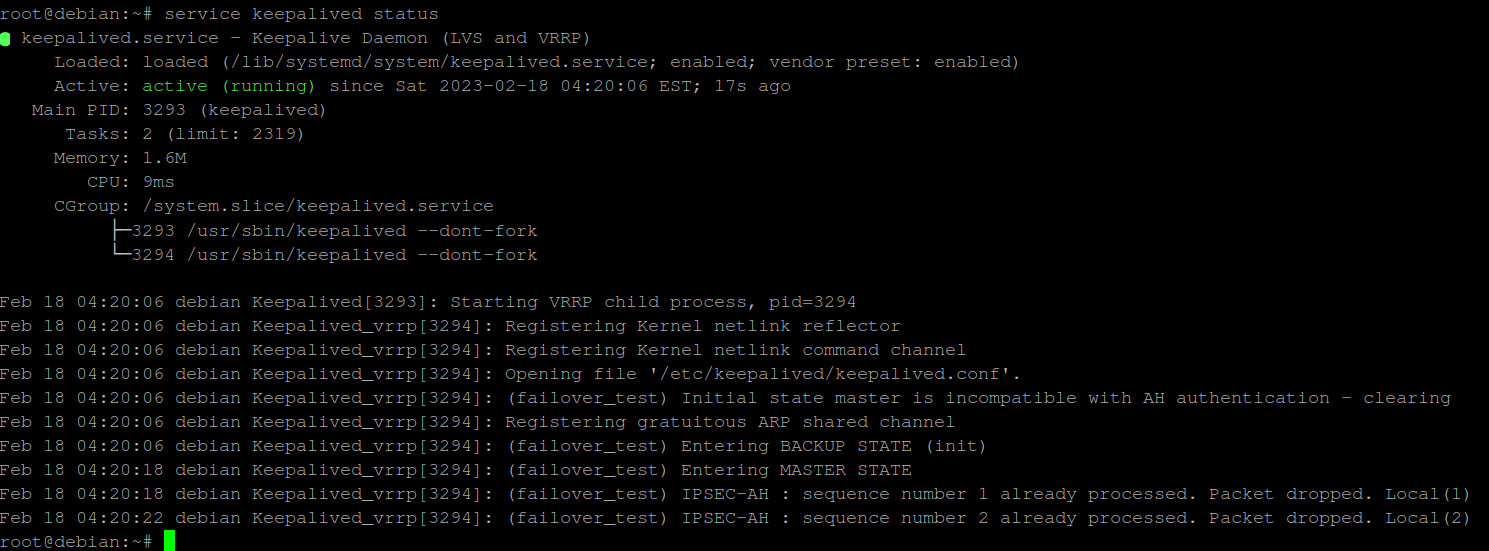 root@debian:~# service keepalived status
● keepalived.service - Keepalive Daemon (LVS and VRRP)
     Loaded: loaded (/lib/systemd/system/keepalived.service; enabled; vendor preset: enabled)
     Active: active (running) since Sat 2023-02-18 04:20:06 EST; 17s ago
   Main PID: 3293 (keepalived)
      Tasks: 2 (limit: 2319)
     Memory: 1.6M
        CPU: 9ms
     CGroup: /system.slice/keepalived.service
          ├─3293 /usr/sbin/keepalived --dont-fork
          └─3294 /usr/sbin/keepalived --dont-fork

Feb 18 04:20:06 debian Keepalived[3293]: Starting VRRP child process, pid=3294
Feb 18 04:20:06 debian Keepalived_vrrp[3294]: Registering Kernel netlink reflector
Feb 18 04:20:06 debian Keepalived_vrrp[3294]: Registering Kernel netlink command channel
Feb 18 04:20:06 debian Keepalived_vrrp[3294]: Opening file '/etc/keepalived/keepalived.conf'.
Feb 18 04:20:06 debian Keepalived_vrrp[3294]: (failover_test) Initial state master is incompatible with AH authentication - clearing
Feb 18 04:20:06 debian Keepalived_vrrp[3294]: Registering gratuitous ARP shared channel
Feb 18 04:20:06 debian Keepalived_vrrp[3294]: (failover_test) Entering BACKUP STATE (init)
Feb 18 04:20:18 debian Keepalived_vrrp[3294]: (failover_test) Entering MASTER STATE
Feb 18 04:20:18 debian Keepalived_vrrp[3294]: (failover_test) IPSEC-AH : sequence number 1 already processed. Packet dropped. Local(1)
Feb 18 04:20:22 debian Keepalived_vrrp[3294]: (failover_test) IPSEC-AH : sequence number 2 already processed. Packet dropped. Local(2)
root@debian:~#